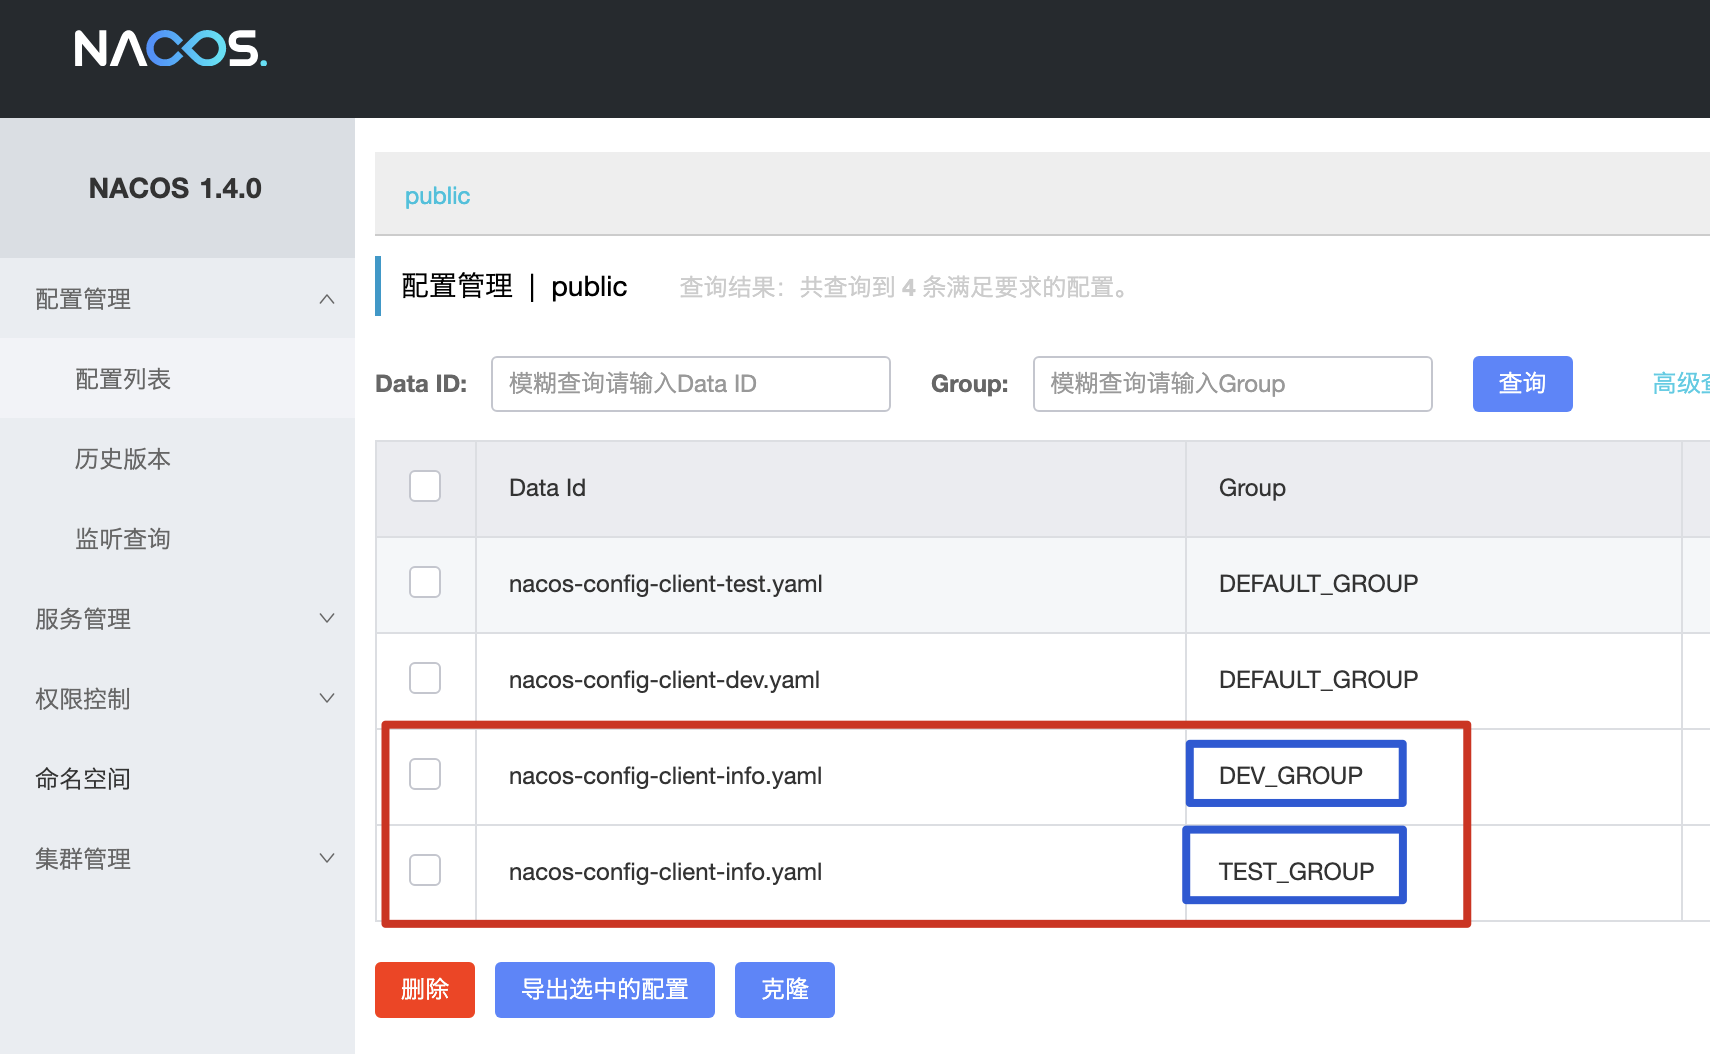 NACOS.
NACOS 1.4.0
配置管理
配置列表
历史版本
监听查询
服务管理
权限控制
命名空间
集群管理
public
配置管理 | public 查询结果：共查询到 4 条满足要求的配置。
Data ID: 模糊查询请输入Data ID Group: 模糊查询请输入Group 查询 高级
Data Id Group
nacos-config-client-test.yaml DEFAULT_GROUP
nacos-config-client-dev.yaml DEFAULT_GROUP
nacos-config-client-info.yaml DEV_GROUP
nacos-config-client-info.yaml TEST_GROUP
删除 导出选中的配置 克隆